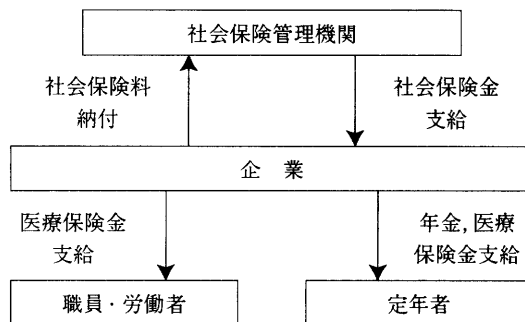 社会保険管理機関
社会保険料
納付
社会保険金
支給
企 業
医療保険金
支給
年金,医療
保険金支給
職員・労働者
定年者